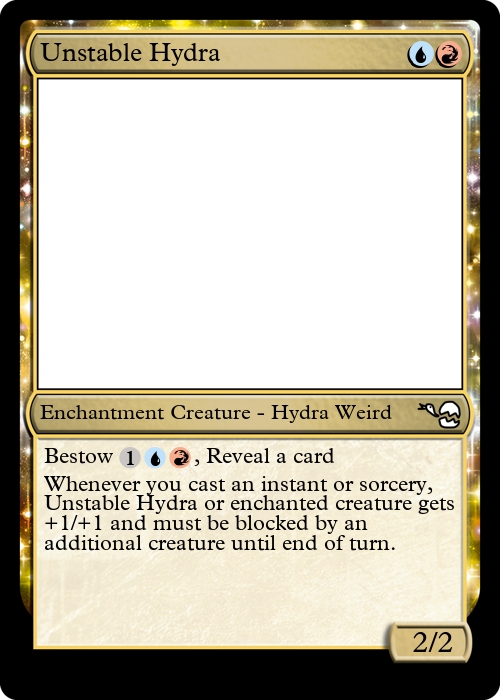 Unstable Hydra
Enchantment Creature - Hydra Weird
Bestow 1 , Reveal a card
Whenever you cast an instant or sorcery,
Unstable Hydra or enchanted creature gets
+1/+1 and must be blocked by an
additional creature until end of turn.
2/2